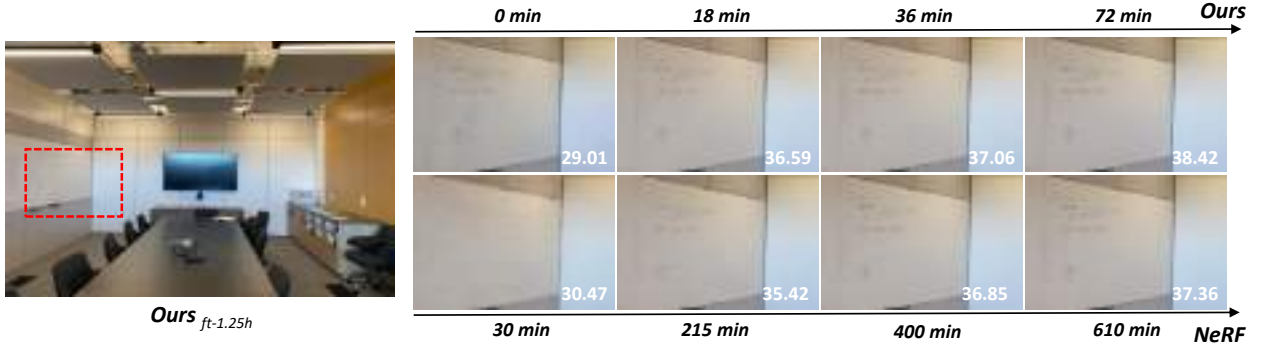 0 min 18 min 36 min 72 min Ours
29.01 36.59 37.06 38.42
30.47 35.42 36.85 37.36
Ours ft-1.25h
30 min 215 min 400 min 610 min NeRF